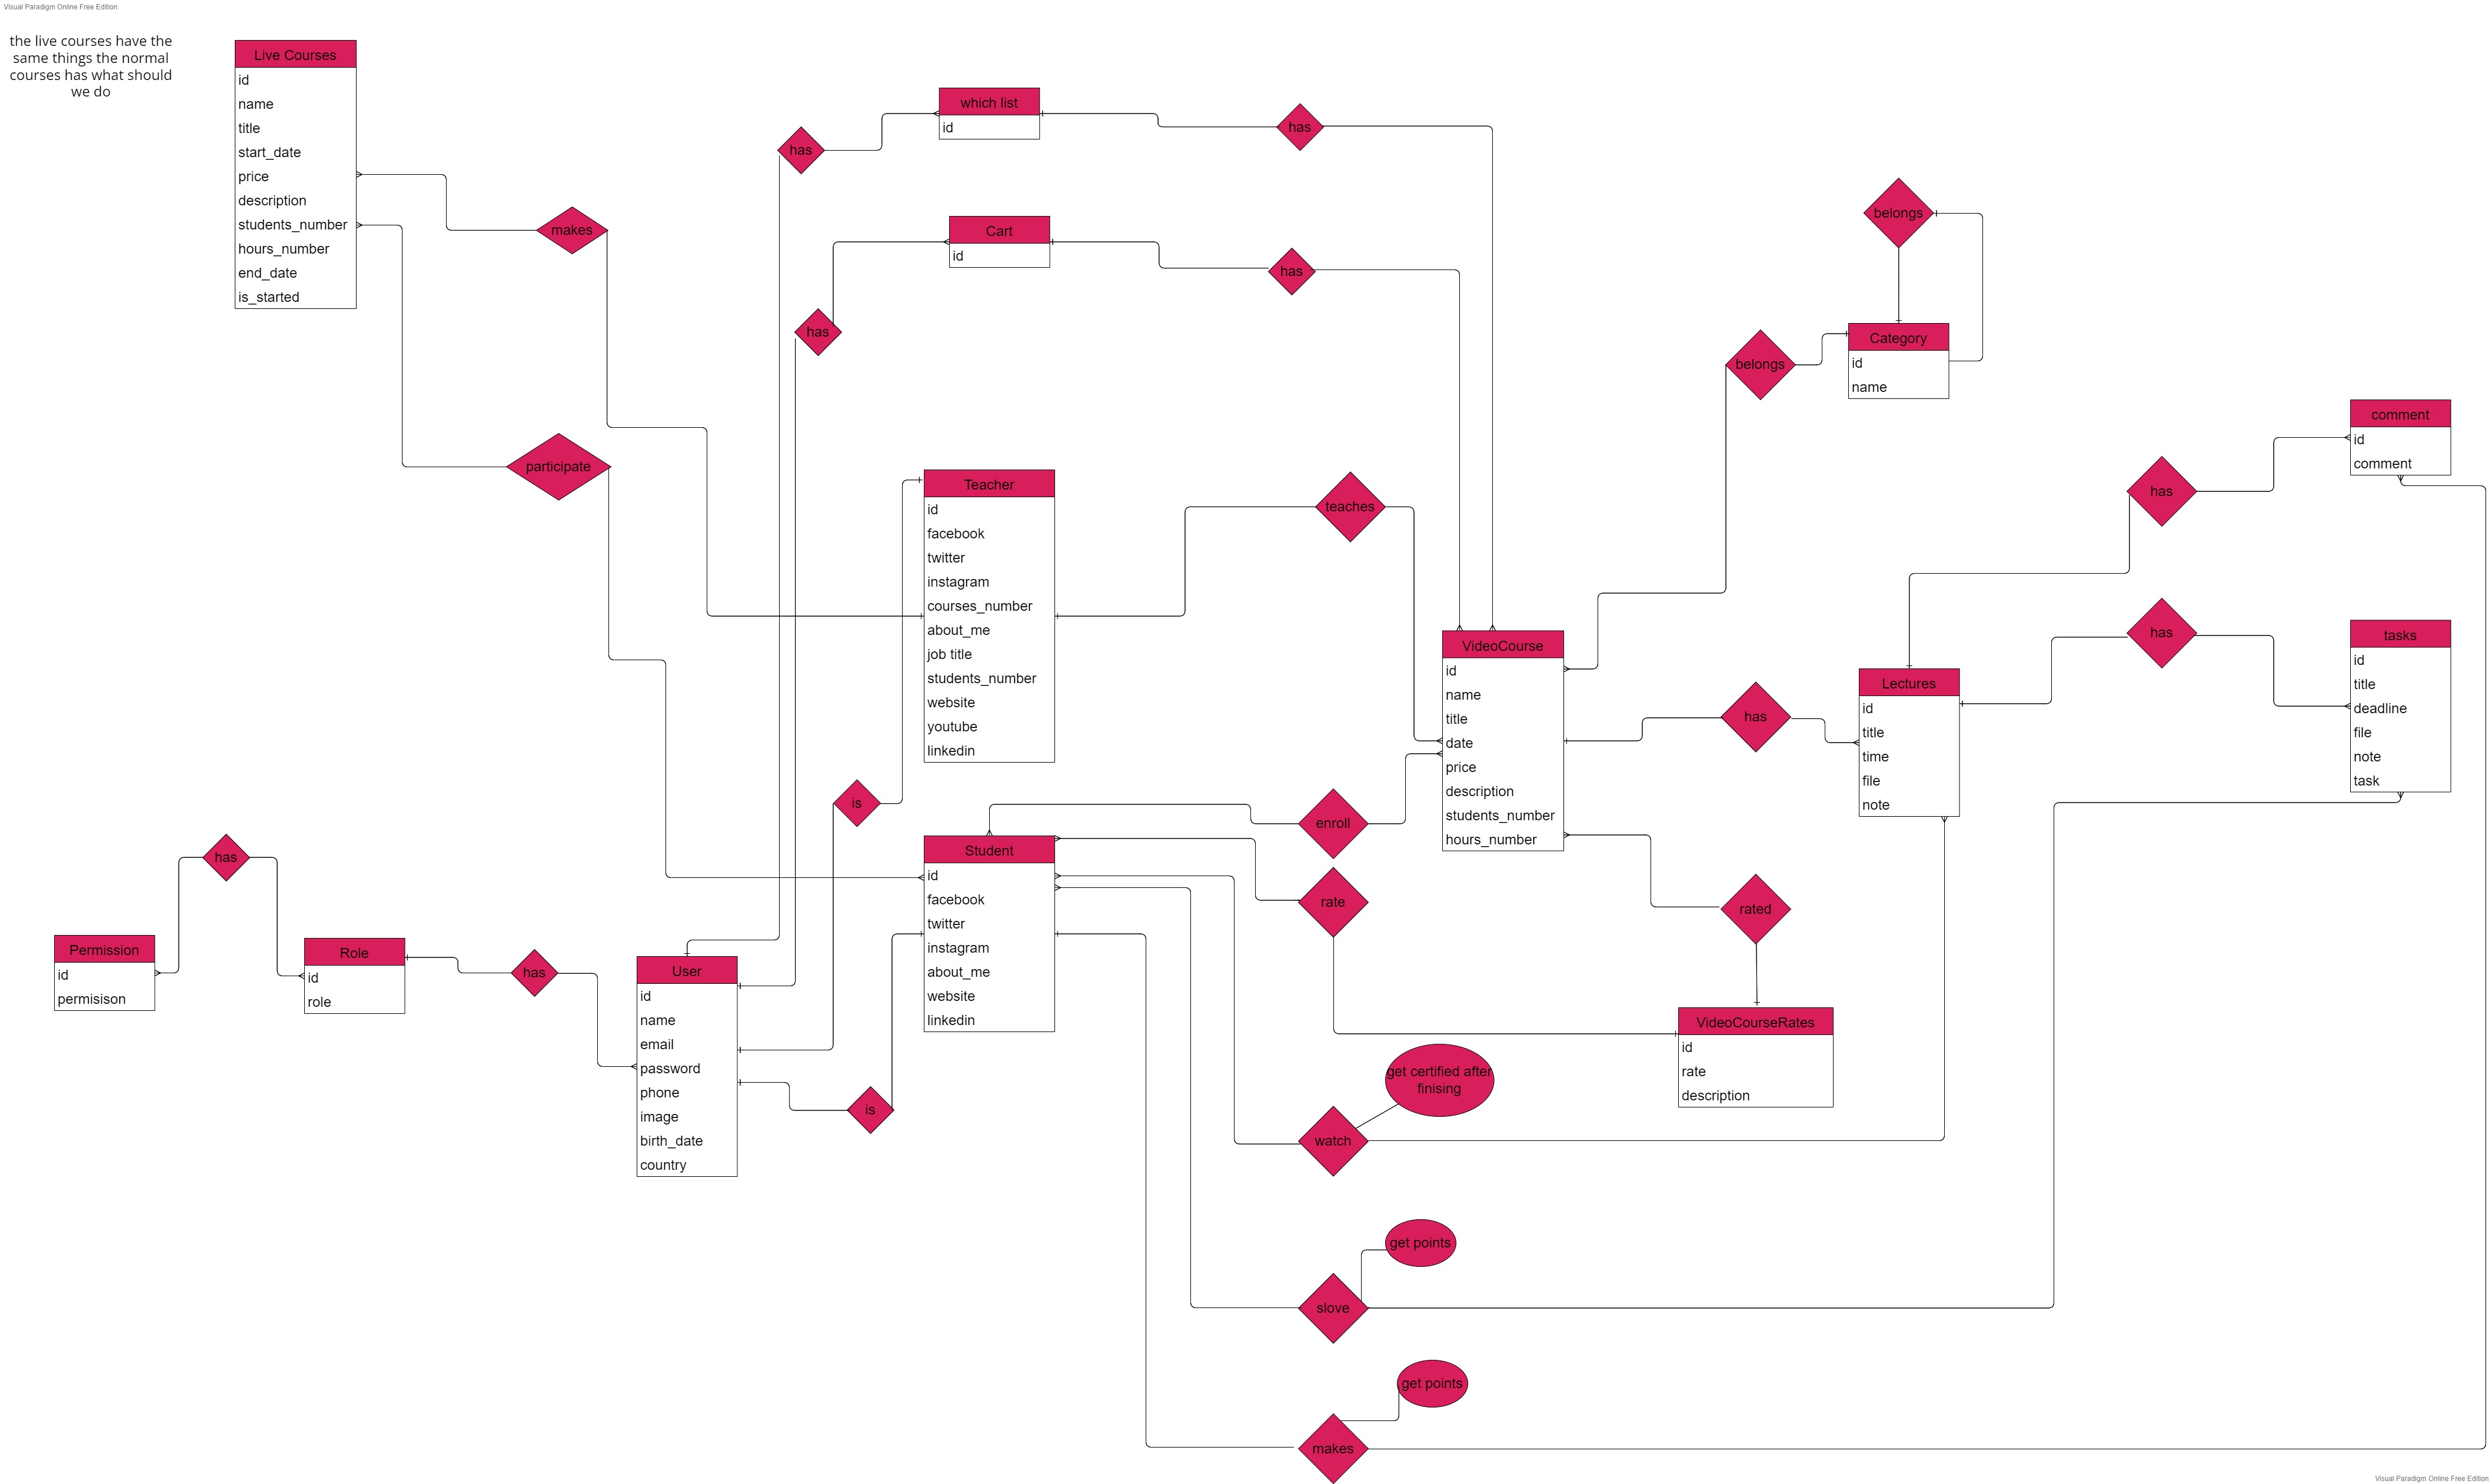 Visual Paradigm Online Free Edition
the live courses have the
same things the normal
courses has what should
we do
Live Courses
id
name
title
start_date
price
description
students_number
hours_number
end_date
is_started
makes
participate
which list
id
has
has
Cart
id
has
has
belongs
belongs
Category
id
name
Teacher
id
facebook
twitter
instagram
courses_number
about_me
job title
students_number
website
youtube
linkedin
teaches
comment
id
comment
has
has
tasks
id
title
deadline
file
note
task
VideoCourse
id
name
title
date
price
description
students_number
hours_number
has
Lectures
id
title
time
file
note
is
enroll
rate
rated
Student
id
facebook
twitter
instagram
about_me
website
linkedin
has
Permission
id
permisison
Role
id
role
has
User
id
name
email
password
phone
image
birth_date
country
is
VideoCourseRates
id
rate
description
get certified after
finising
watch
get points
slove
get points
makes
Visual Paradigm Online Free Edition